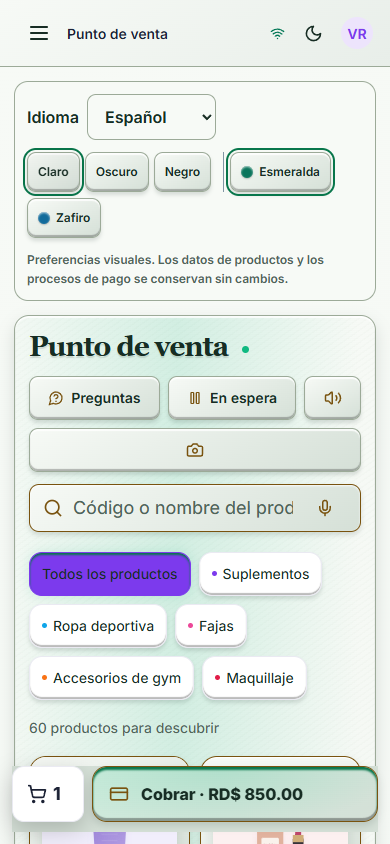 Punto de venta
VR
Idioma
Español
Claro
Oscuro
Negro
Esmeralda
Zafiro
Preferencias visuales. Los datos de productos y los
procesos de pago se conservan sin cambios.
Punto de venta
Preguntas
En espera
Código o nombre del prod
Todos los productos
Suplementos
Ropa deportiva
Fajas
Accesorios de gym
Maquillaje
60 productos para descubrir
1
Cobrar · RD$ 850.00